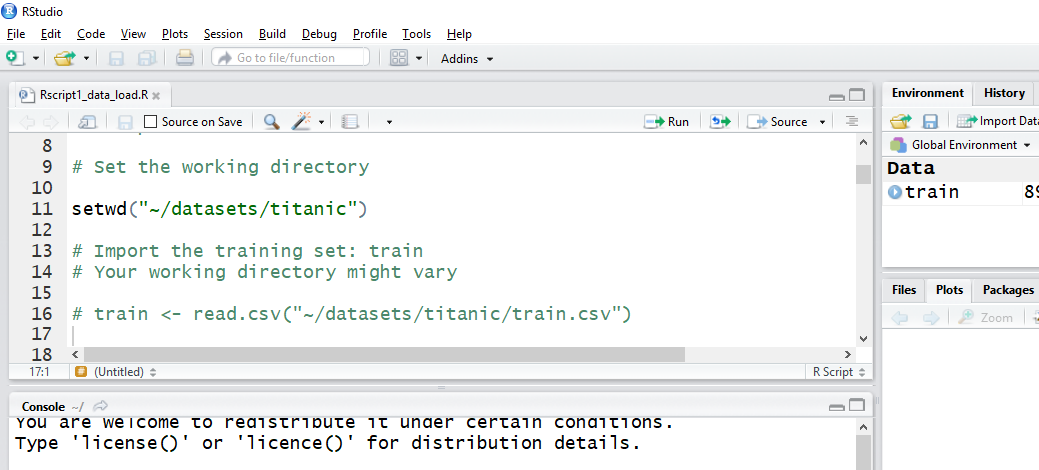 RStudio
File Edit Code View Plots Session Build Debug Profile Tools Help
Go to file/function Addins
Rscript1_data_load.R
Source on Save Run Source
8
9 # Set the working directory
10
11 setwd("~/datasets/titanic")
12
13 # Import the training set: train
14 # Your working directory might vary
15
16 # train <- read.csv("~/datasets/titanic/train.csv")
17
18
17:1 # (Untitled) R Script
Console ~/
You are welcome to redistribute it under certain conditions.
Type 'license()' or 'licence()' for distribution details.
Environment History
Import Data
Global Environment
Data
train 89
Files Plots Packages
Zoom